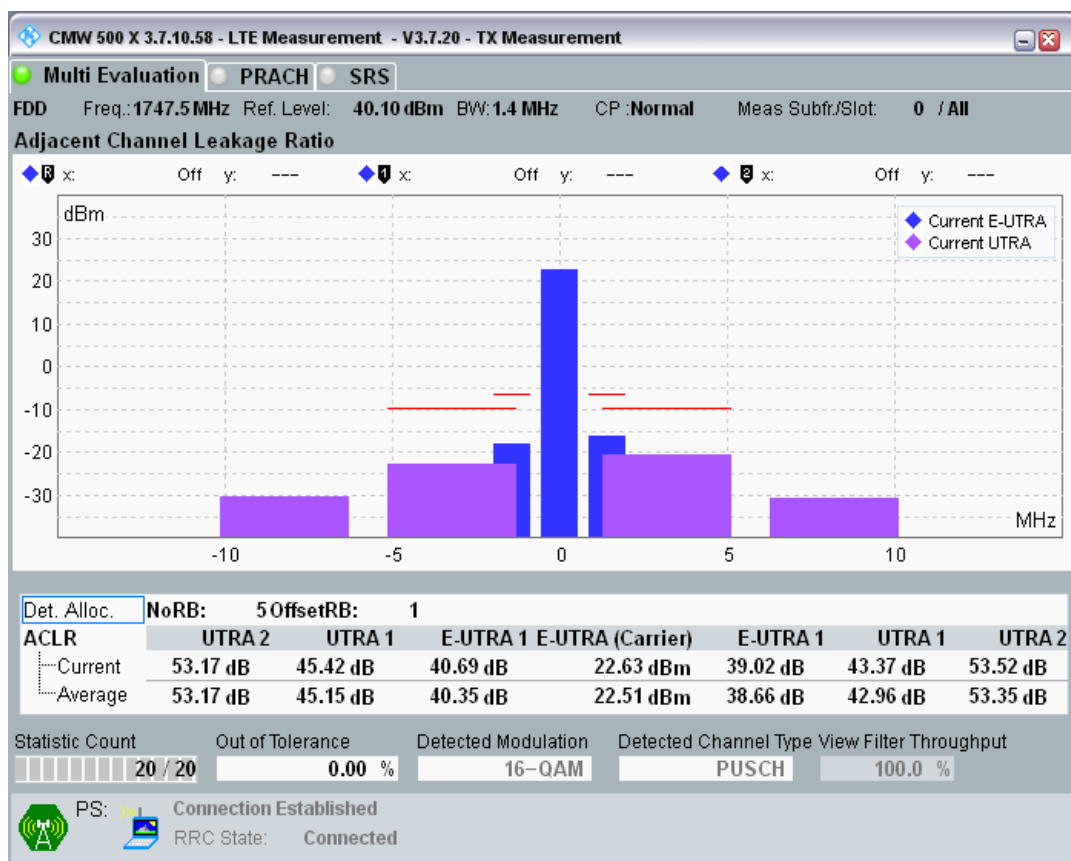 CMW 500 X 3.7.10.58 - LTE Measurement - V3.7.20 - TX Measurement
Multi Evaluation PRACH SRS
FDD Freq.: 1747.5 MHz Ref. Level: 40.10 dBm BW: 1.4 MHz CP : Normal Meas Subfr./Slot: 0 / All
Adjacent Channel Leakage Ratio
R x: Off y: --- 1 x: Off y: --- 2 x: Off y: ---
dBm
Current E-UTRA
Current UTRA
30
20
10
0
-10
-20
-30
MHz
-10 -5 0 5 10
Det. Alloc. NoRB: 5 OffsetRB: 1
ACLR UTRA 2 UTRA 1 E-UTRA 1 E-UTRA (Carrier) E-UTRA 1 UTRA 1 UTRA 2
Current 53.17 dB 45.42 dB 40.69 dB 22.63 dBm 39.02 dB 43.37 dB 53.52 dB
Average 53.17 dB 45.15 dB 40.35 dB 22.51 dBm 38.66 dB 42.96 dB 53.35 dB
Statistic Count Out of Tolerance Detected Modulation Detected Channel Type View Filter Throughput
20 / 20 0.00 % 16-QAM PUSCH 100.0 %
PS: Connection Established
RRC State: Connected